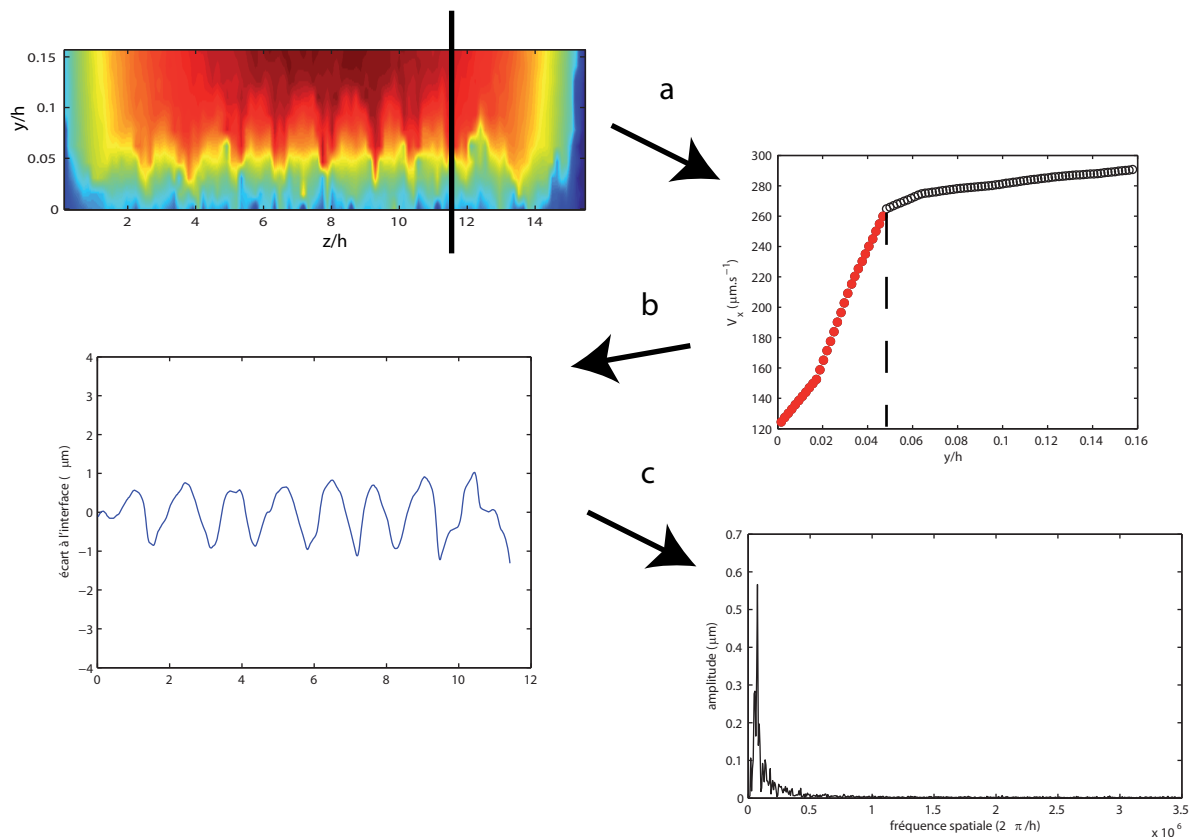 0.15
0.1
0.05
0
y/h
2 4 6 8 10 12 14
z/h
a
300
280
260
240
220
200
180
160
140
120
V x (μm.s −1)
0 0.02 0.04 0.06 0.08 0.10 0.12 0.14 0.16
y/h
b
4
3
2
1
0
−1
−2
−3
−4
écart à l'interface ( μm)
0 2 4 6 8 10 12
c
0.7
0.6
0.5
0.4
0.3
0.2
0.1
0
amplitude (μm)
0 0.5 1 1.5 2 2.5 3 3.5
fréquence spatiale (2 π/h)
x 10 6